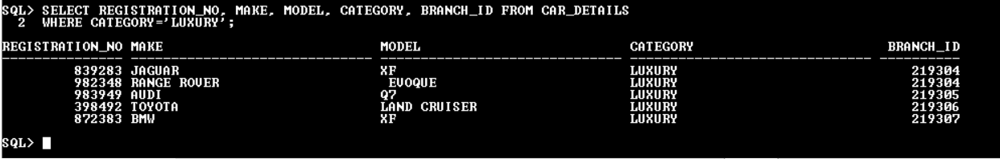 SQL> SELECT REGISTRATION_NO, MAKE, MODEL, CATEGORY, BRANCH_ID FROM CAR_DETAILS
  2  WHERE CATEGORY='LUXURY';
REGISTRATION_NO MAKE MODEL CATEGORY BRANCH_ID
839283 JAGUAR XF LUXURY 219304
982348 RANGE ROVER EVOQUE LUXURY 219304
983949 AUDI Q7 LUXURY 219305
398492 TOYOTA LAND CRUISER LUXURY 219306
872383 BMW XF LUXURY 219307
SQL>